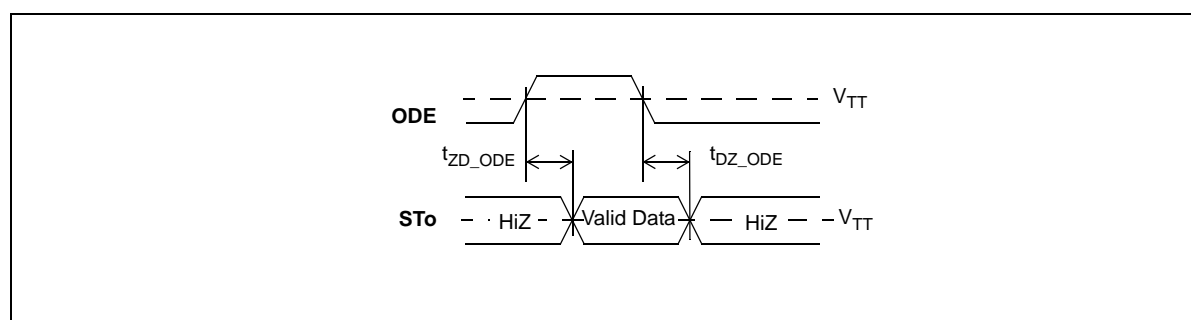 V_TT
ODE
t_ZD_ODE
t_DZ_ODE
STo
HiZ
Valid Data
HiZ
V_TT